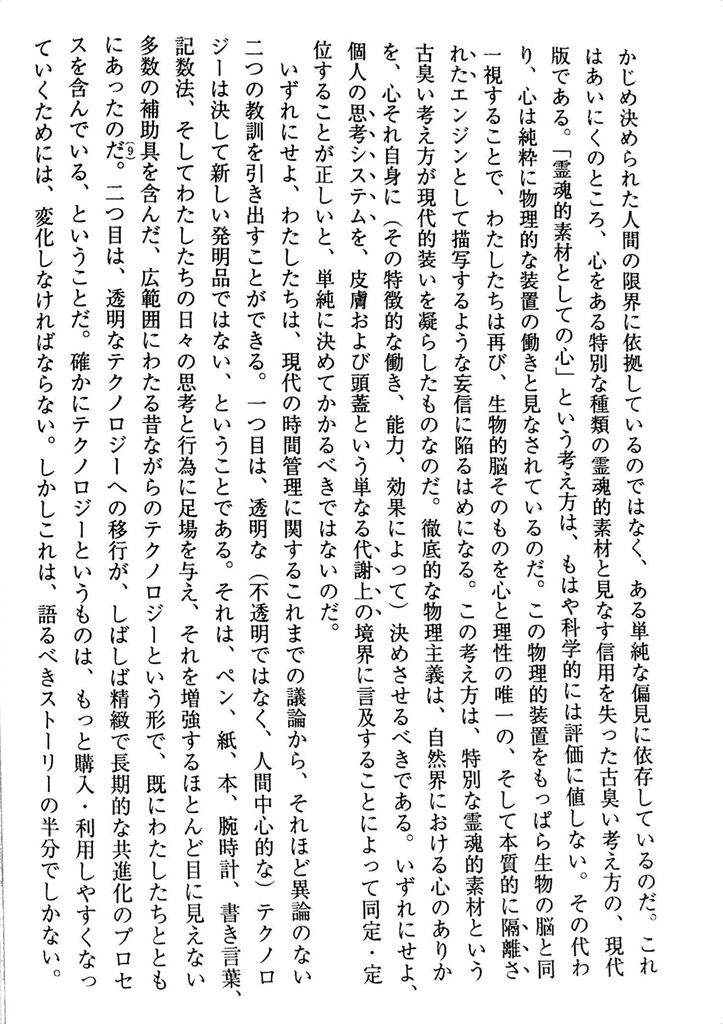 かじめ決められた人間の限界に依拠しているのではなく、ある単純な偏見に依存しているのだ。これ
はあいにくのところ、心をある特別な種類の霊魂的素材と見なす信用を失った古臭い考え方の、現代
版である。「霊魂的素材としての心」という考え方は、もはや科学的には評価に値しない。その代わ
り、心は純粋に物理的な装置の働きと見なされているのだ。この物理的装置をもっぱら生物の脳と同
一視することで、わたしたちは再び、生物的脳そのものを心と理性の唯一の、そして本質的に隔離さ
れたエンジンとして描写するような妄信に陥るはめになる。この考え方は、特別な霊魂的素材という
古臭い考え方が現代的装いを凝らしたものなのだ。徹底的な物理主義は、自然界における心のありか
を、心それ自身に（その特徴的な働き、能力、効果によって）決めさせるべきである。いずれにせよ、
個人の思考システムを、皮膚および頭蓋という単なる代謝上の境界に言及することによって同定・定
位することが正しいと、単純に決めてかかるべきではないのだ。
いずれにせよ、わたしたちは、現代の時間管理に関するこれまでの議論から、それほど異論のない
二つの教訓を引き出すことができる。一つ目は、透明な（不透明ではなく、人間中心的な）テクノロ
ジーは決して新しい発明品ではない、ということである。それは、ペン、紙、本、腕時計、書き言葉、
記数法、そしてわたしたちの日々の思考と行為に足場を与え、それを増強するほとんど目に見えない
多数の補助具を含んだ、広範囲にわたる昔ながらのテクノロジーという形で、既にわたしたちととも
にあったのだ(9)。二つ目は、透明なテクノロジーへの移行が、しばしば精緻で長期的な共進化のプロセ
スを含んでいる、ということだ。確かにテクノロジーというものは、もっと購入・利用しやすくなっ
ていくためには、変化しなければならない。しかしこれは、語るべきストーリーの半分でしかない。